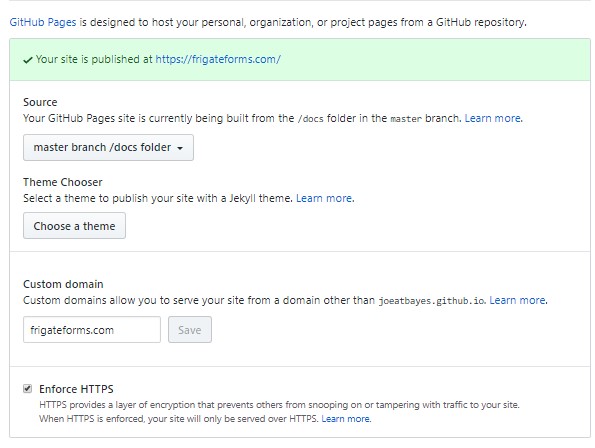 GitHub Pages is designed to host your personal, organization, or project pages from a GitHub repository.
Your site is published at https://frigateforms.com/
Source
Your GitHub Pages site is currently being built from the /docs folder in the master branch. Learn more.
master branch /docs folder
Theme Chooser
Select a theme to publish your site with a Jekyll theme. Learn more.
Choose a theme
Custom domain
Custom domains allow you to serve your site from a domain other than joeatbayes.github.io. Learn more.
frigateforms.com Save
Enforce HTTPS
HTTPS provides a layer of encryption that prevents others from snooping on or tampering with traffic to your site.
When HTTPS is enforced, your site will only be served over HTTPS. Learn more.